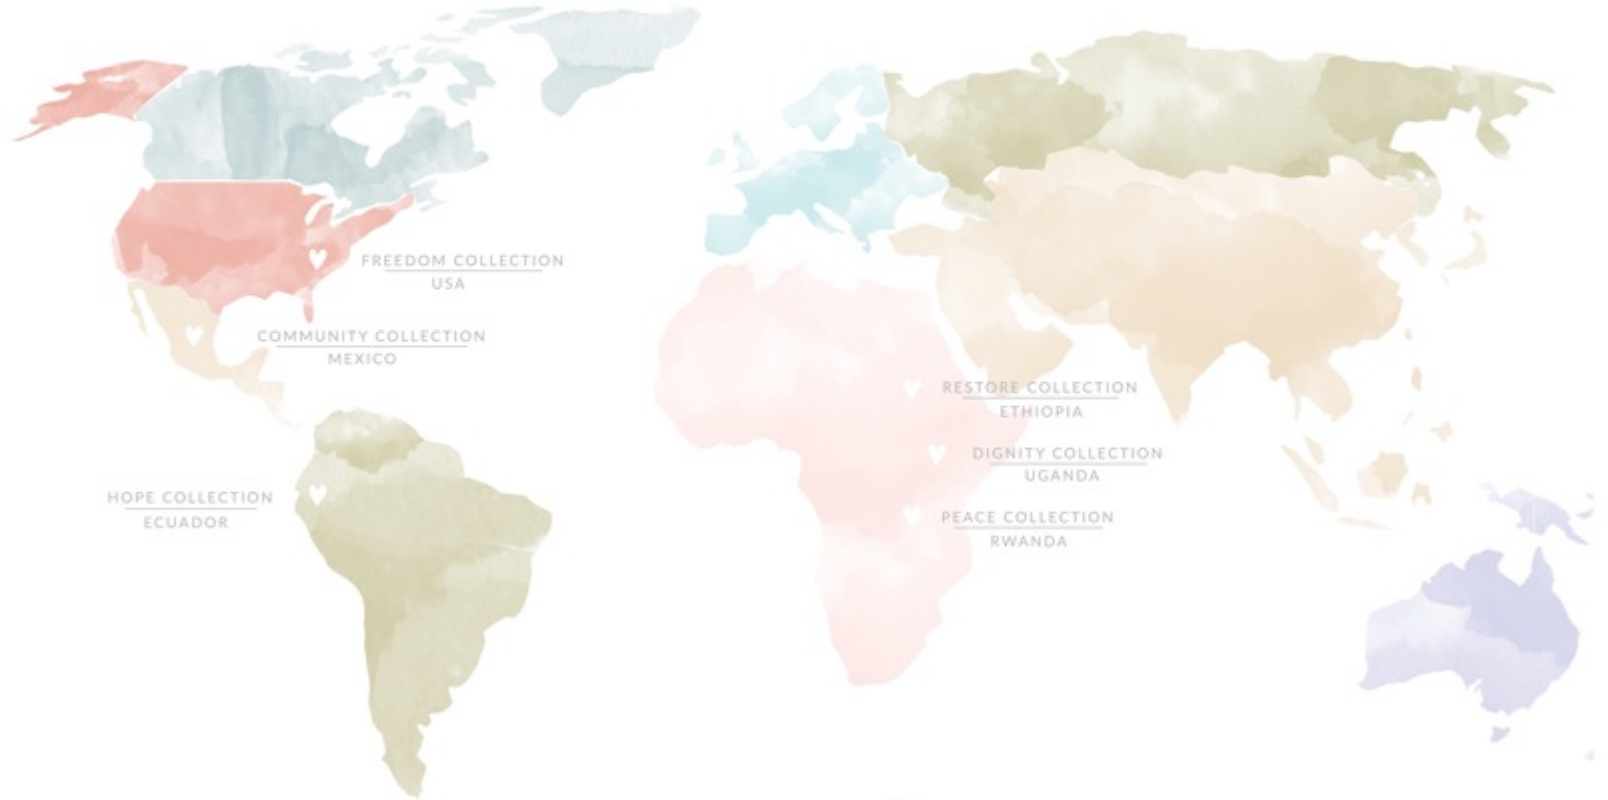 FREEDOM COLLECTION
USA
COMMUNITY COLLECTION
MEXICO
RESTORE COLLECTION
ETHIOPIA
DIGNITY COLLECTION
UGANDA
HOPE COLLECTION
ECUADOR
PEACE COLLECTION
RWANDA